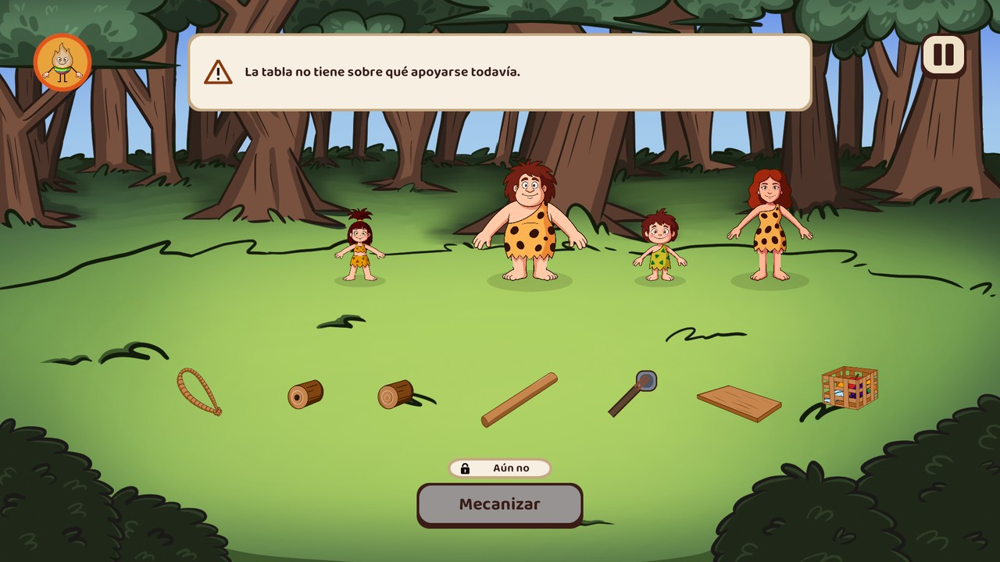 La tabla no tiene sobre qué apoyarse todavía.
Aún no
Mecanizar